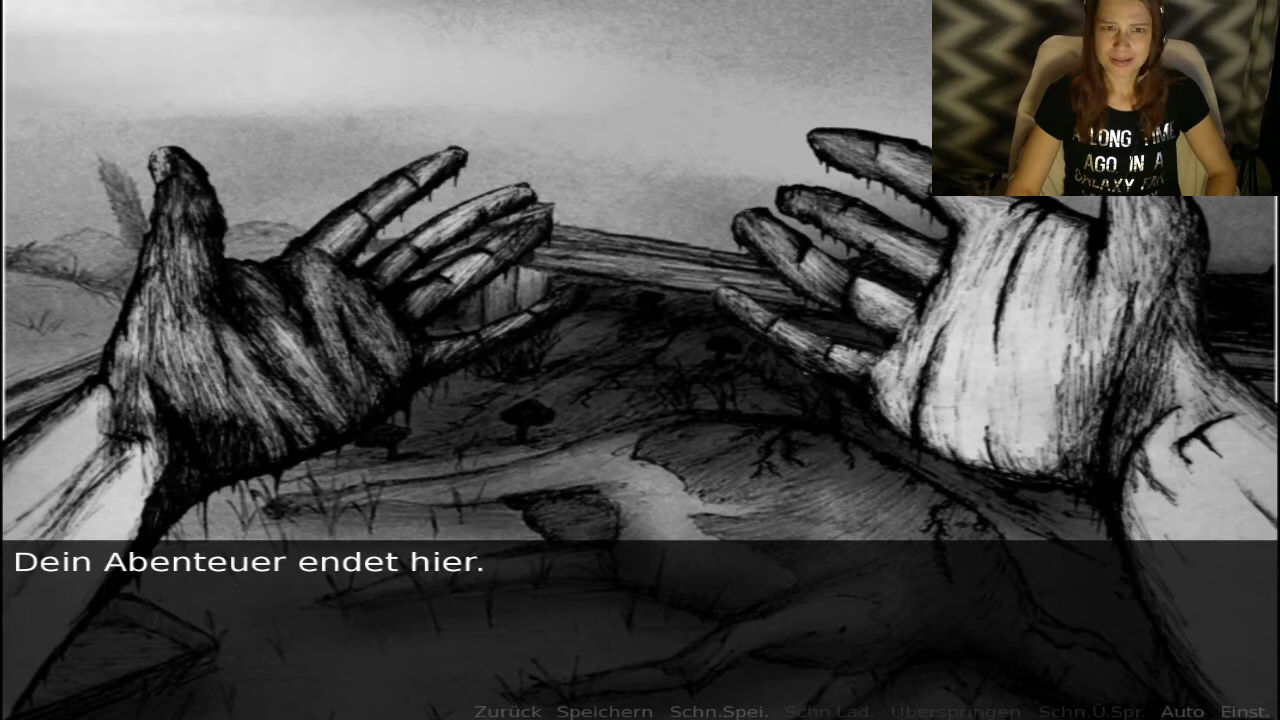 A LONG TIME
AGO IN A
GALAXY FAR
Dein Abenteuer endet hier.
Zurück Speichern Schn.Spei. Schn.Lad. Überspringen Schn.Ü.Spr. Auto Einst.